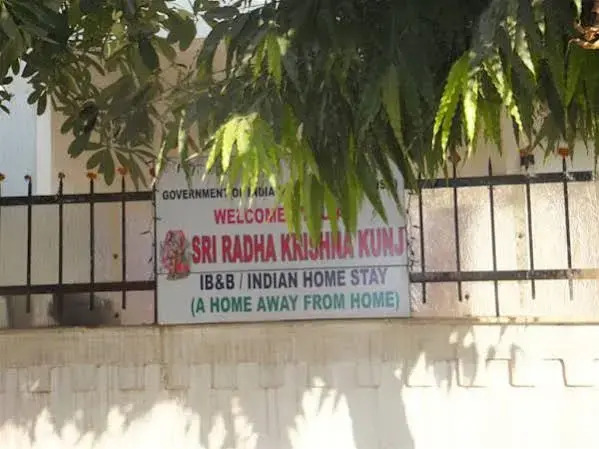 GOVERNMENT OF INDIA
WELCOME
SRI RADHA KRISHNA KUNJ
IB&B / INDIAN HOME STAY
(A HOME AWAY FROM HOME)